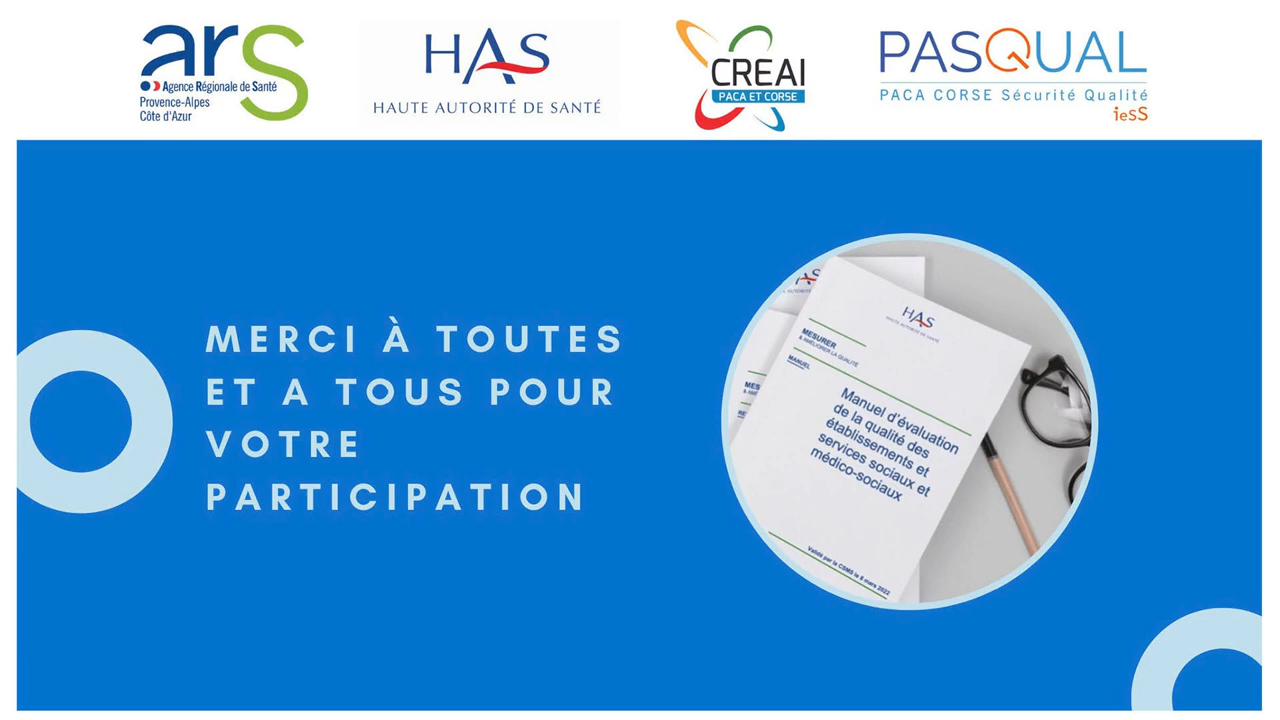 ars
Agence Régionale de Santé
Provence-Alpes
Côte d'Azur
HAS
HAUTE AUTORITÉ DE SANTÉ
CREAI
PACA ET CORSE
PASQUAL
PACA CORSE Sécurité Qualité
ieSS
MERCI À TOUTES
ET A TOUS POUR
VOTRE
PARTICIPATION
HAS
HAUTE AUTORITÉ DE SANTÉ
MESURER
& AMÉLIORER LA QUALITÉ
MANUEL
Manuel d'évaluation
de la qualité des
établissements et
services sociaux et
médico-sociaux
Validé par la CSMS le 8 mars 2022